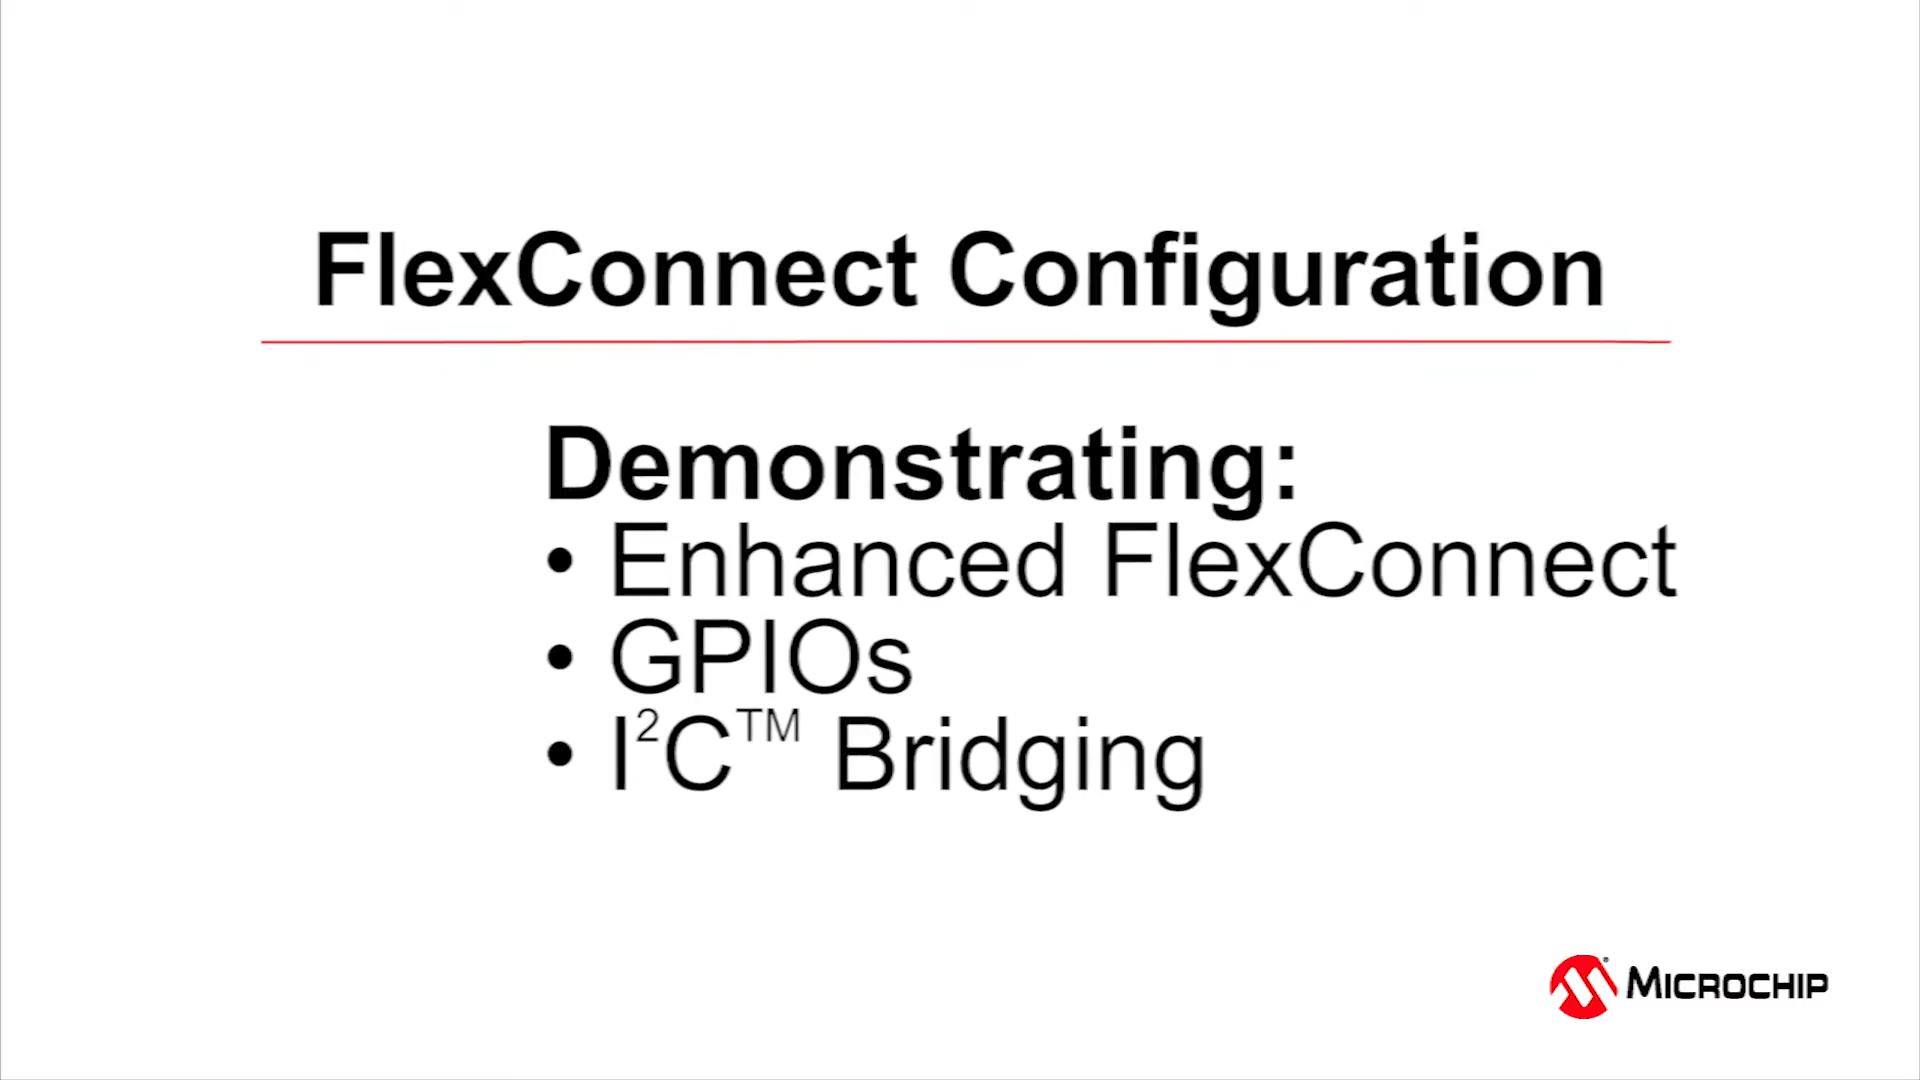 FlexConnect Configuration
Demonstrating:
• Enhanced FlexConnect
• GPIOs
• I²C™ Bridging
MICROCHIP